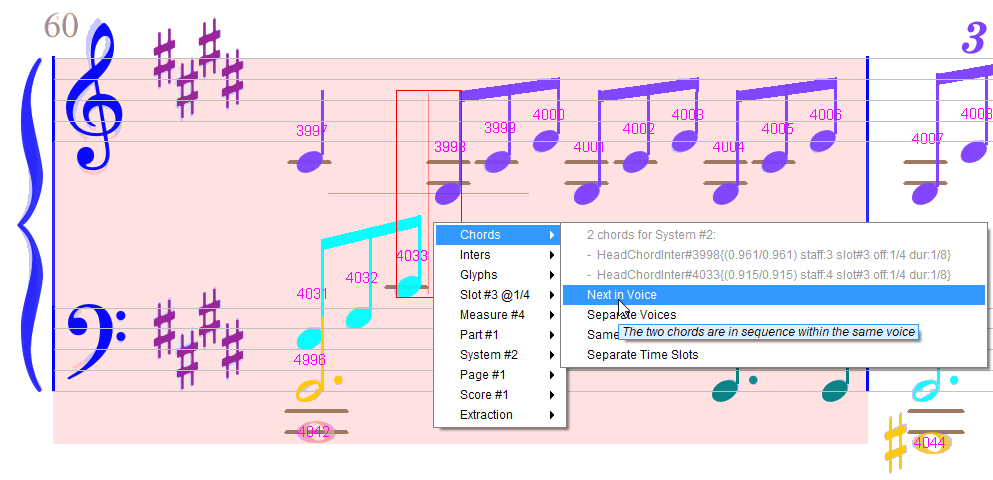 60
3
3997
3998
3999
4000
4001
4002
4003
4004
4005
4006
4007
4008
4031
4032
4033
4996
4042
4044
Chords
Inters
Glyphs
Slot #3 @1/4
Measure #4
Part #1
System #2
Page #1
Score #1
Extraction
2 chords for System #2:
- HeadChordInter#3998{(0.961/0.961) staff:3 slot#3 off:1/4 dur:1/8}
- HeadChordInter#4033{(0.915/0.915) staff:4 slot#3 off:1/4 dur:1/8}
Next in Voice
Separate Voices
Same
The two chords are in sequence within the same voice
Separate Time Slots